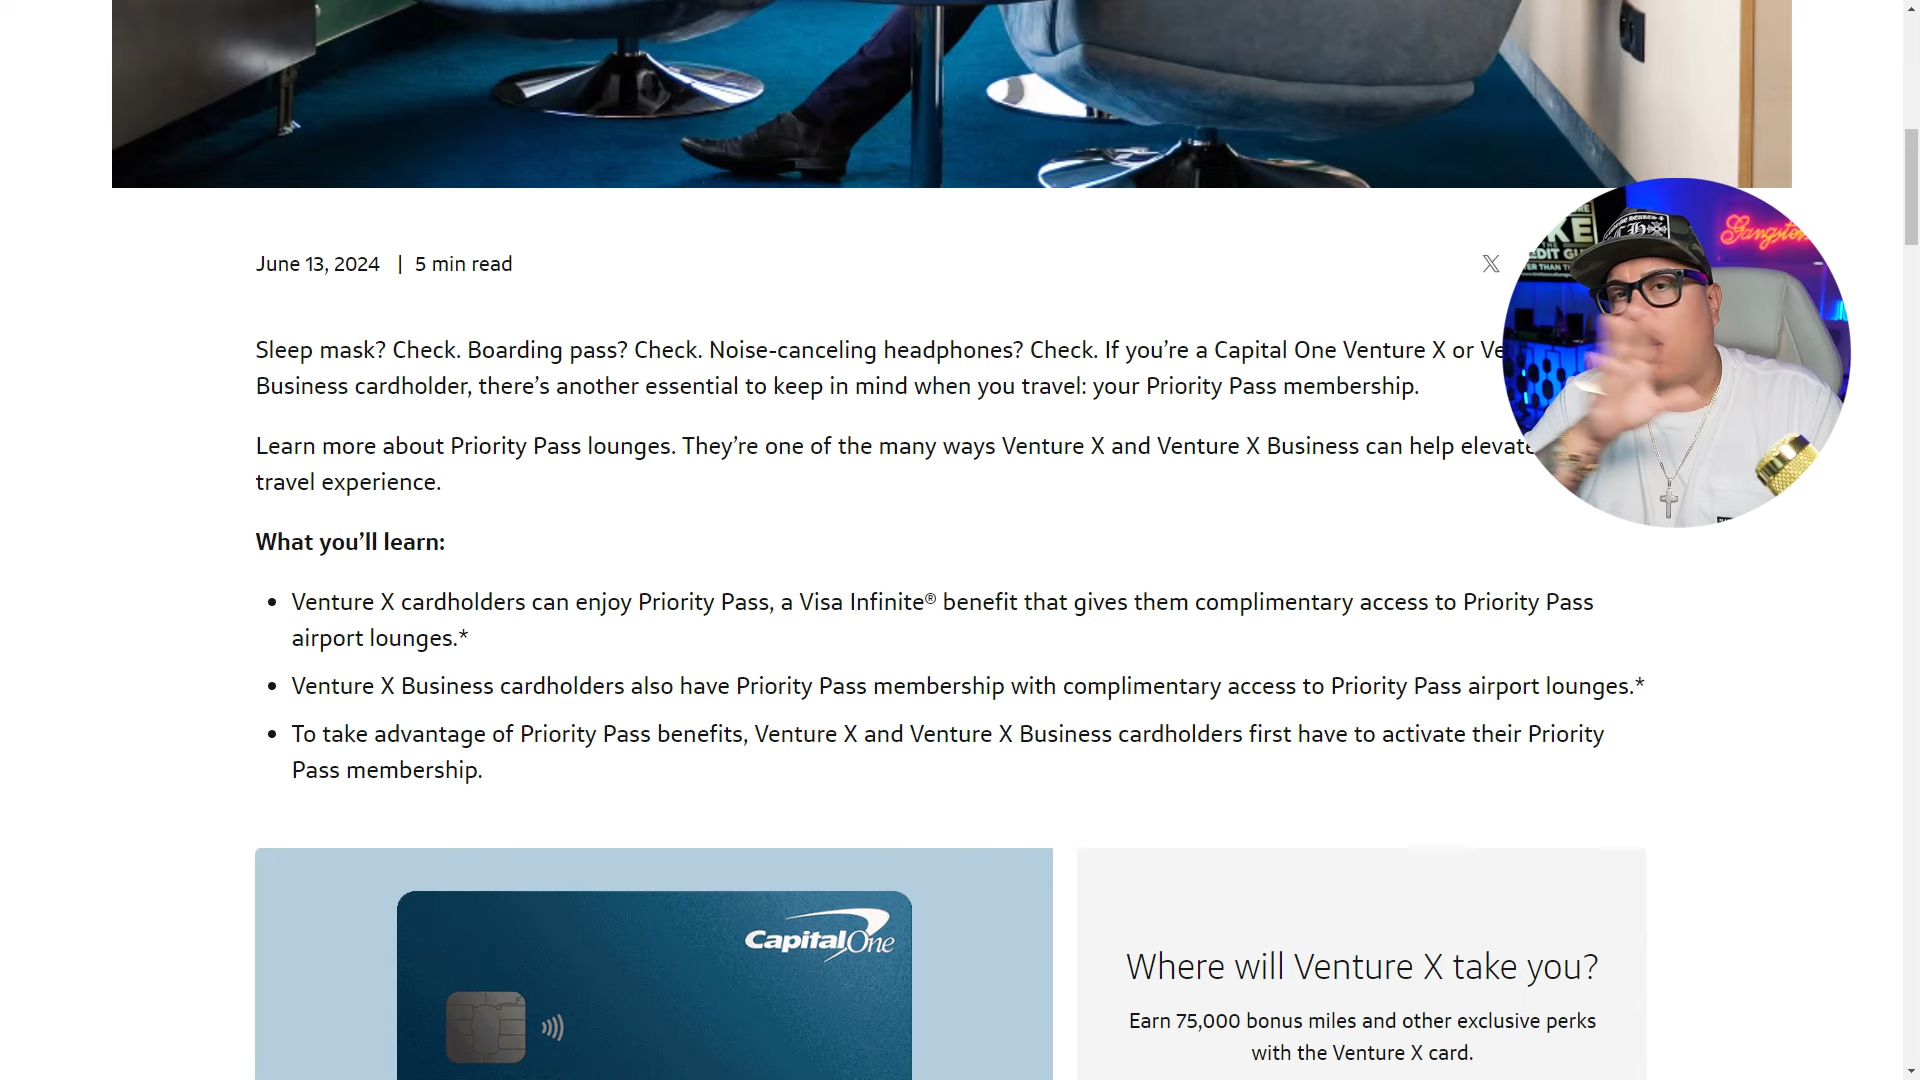 June 13, 2024 | 5 min read
Sleep mask? Check. Boarding pass? Check. Noise-canceling headphones? Check. If you’re a Capital One Venture X or
Business cardholder, there’s another essential to keep in mind when you travel: your Priority Pass membership.
Learn more about Priority Pass lounges. They’re one of the many ways Venture X and Venture X Business can help elevate
travel experience.
What you’ll learn:
• Venture X cardholders can enjoy Priority Pass, a Visa Infinite® benefit that gives them complimentary access to Priority Pass
airport lounges.*
• Venture X Business cardholders also have Priority Pass membership with complimentary access to Priority Pass airport lounges.*
• To take advantage of Priority Pass benefits, Venture X and Venture X Business cardholders first have to activate their Priority
Pass membership.
Capital One
Where will Venture X take you?
Earn 75,000 bonus miles and other exclusive perks
with the Venture X card.